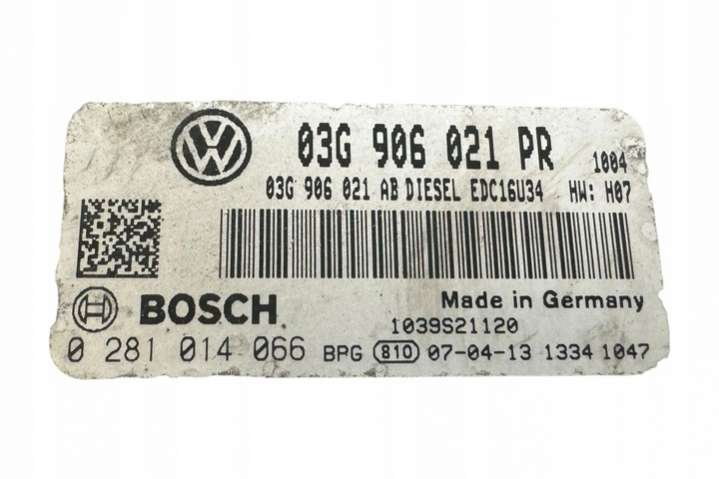 03G 906 021 PR 1004
03G 906 021 AB DIESEL EDC16U34 HW: H07
BOSCH Made in Germany
1039S21120
0 281 014 066 BPG 810 07-04-13 1334 1047